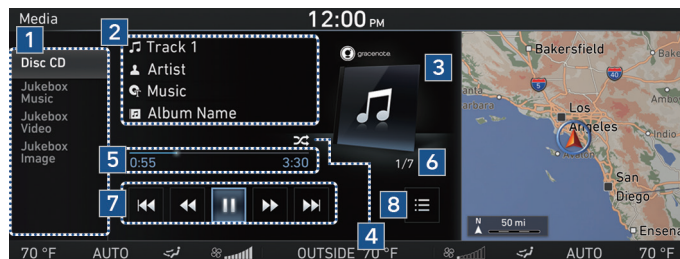 Media
12:00 PM
1
2
Disc CD
Jukebox
Music
Jukebox
Video
Jukebox
Image
Track 1
Artist
Music
Album Name
gracenote
3
5
0:55
3:30
1/7
6
7
8
4
Bakersfield
5
40
Los
Angeles
Avalon
Indio
San
Diego
Ensena
N
50 mi
70 °F
AUTO
OUTSIDE 70 °F
AUTO
70 °F